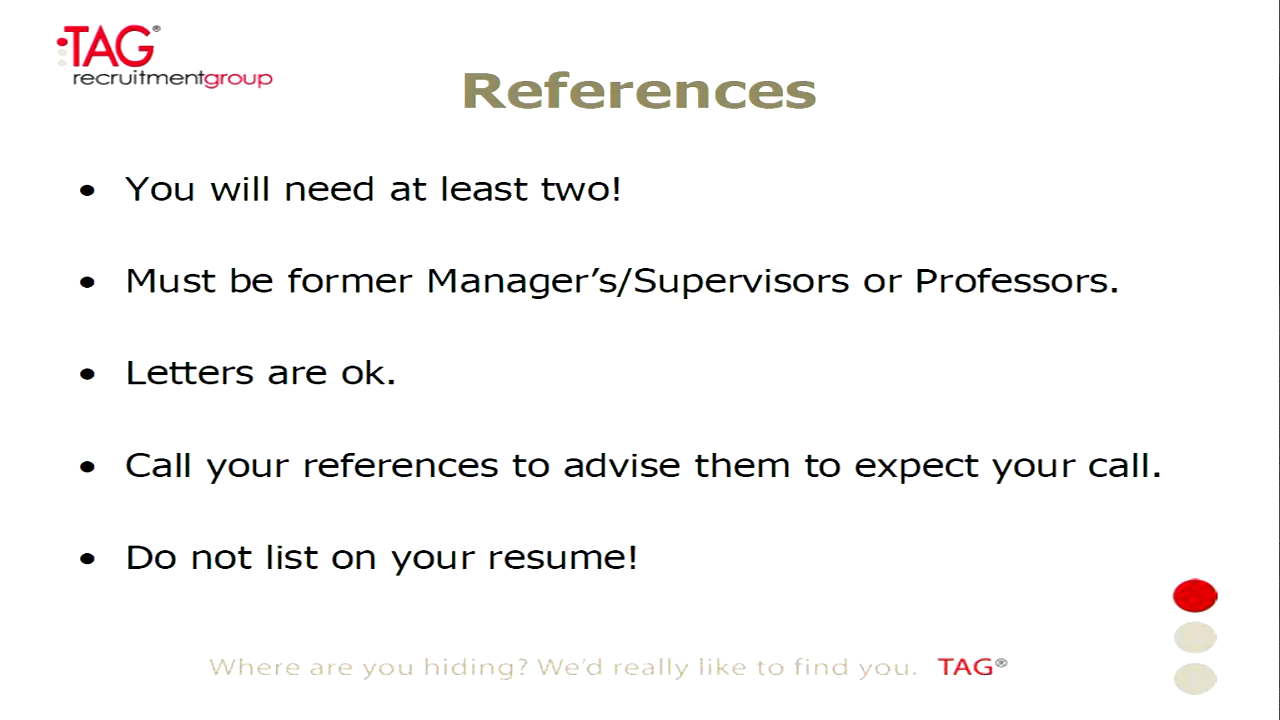 TAG®
recruitmentgroup
References
• You will need at least two!
• Must be former Manager’s/Supervisors or Professors.
• Letters are ok.
• Call your references to advise them to expect your call.
• Do not list on your resume!
Where are you hiding? We'd really like to find you. TAG®